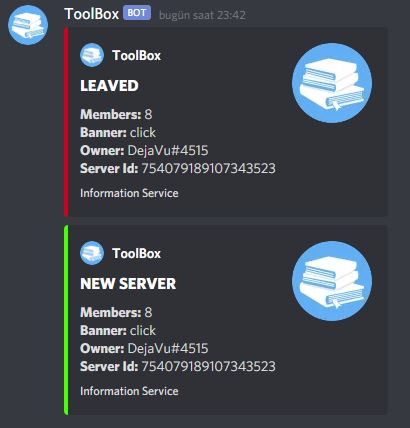 ToolBox BOT bugün saat 23:42
ToolBox
LEAVED
Members: 8
Banner: click
Owner: DejaVu#4515
Server Id: 754079189107343523
Information Service
ToolBox
NEW SERVER
Members: 8
Banner: click
Owner: DejaVu#4515
Server Id: 754079189107343523
Information Service